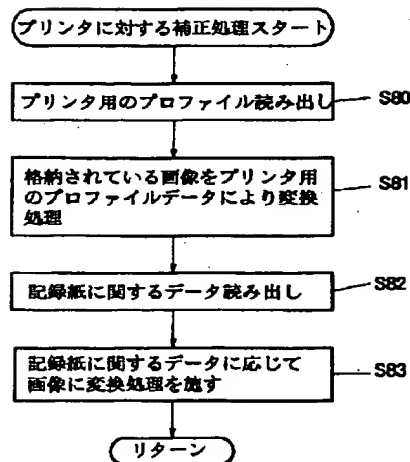 プリンタに対する補正処理スタート
プリンタ用のプロファイル読み出し
S80
格納されている画像をプリンタ用
のプロファイルデータにより変換
処理
S81
記録紙に関するデータ読み出し
S82
記録紙に関するデータに応じて
画像に変換処理を施す
S83
リターン